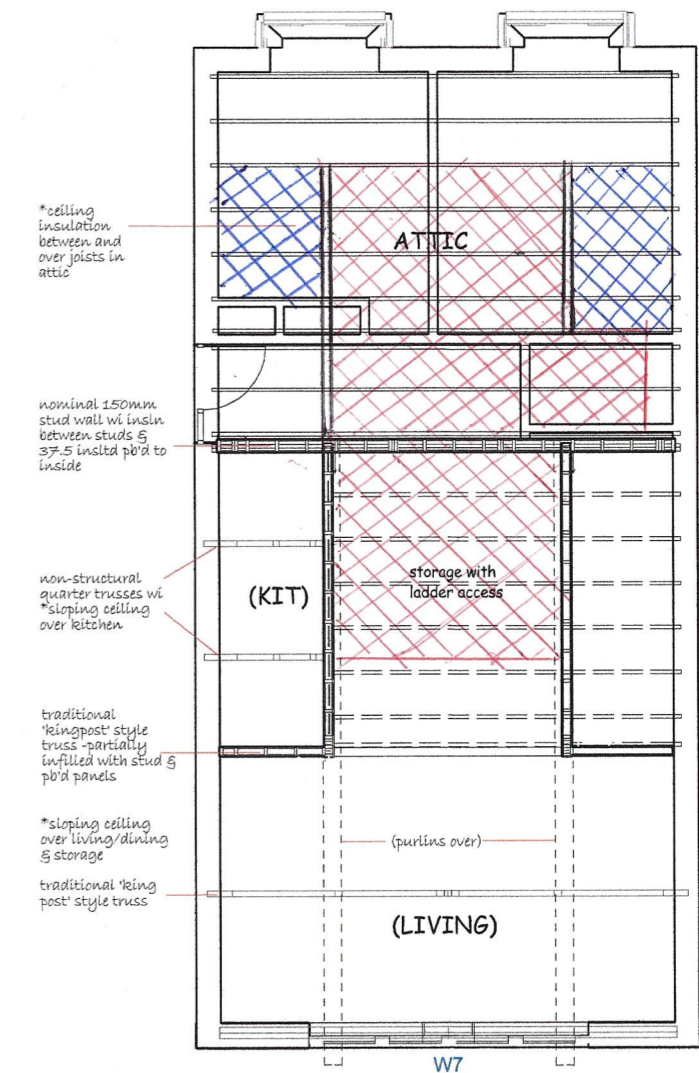 *ceiling
insulation
between and
over joists in
attic
ATTIC
nominal 150mm
stud wall wi insln
between studs &
37.5 insltd pb'd to
inside
storage with
ladder access
non-structural
quarter trusses wi
*sloping ceiling
over kitchen
(KIT)
traditional
'kingpost' style
truss -partially
infilled with stud &
pb'd panels
*sloping ceiling
over living/dining
& storage
(purlins over)
traditional 'king
post' style truss
(LIVING)
W7